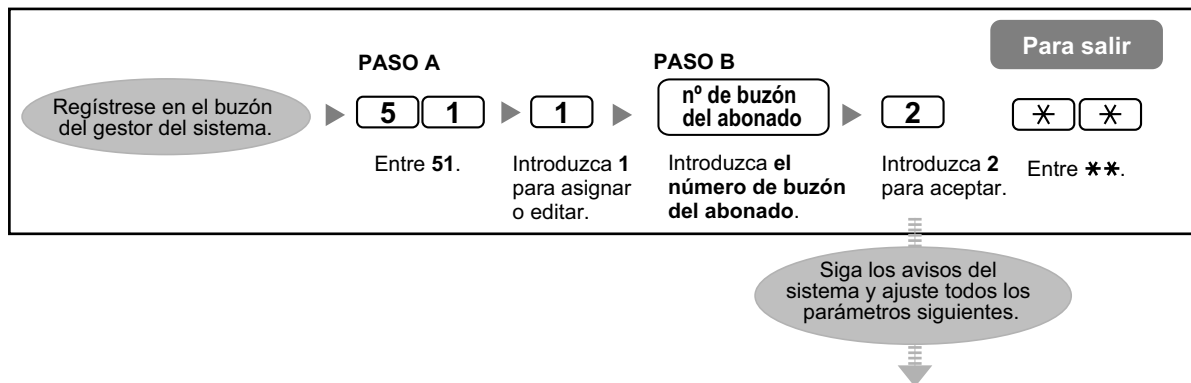 Para salir
PASO A
PASO B
Regístrese en el buzón
del gestor del sistema.
5 1
1
nº de buzón
del abonado
2
* *
Entre 51.
Introduzca 1
para asignar
o editar.
Introduzca el
número de buzón
del abonado.
Introduzca 2
para aceptar.
Entre **.
Siga los avisos del
sistema y ajuste todos los
parámetros siguientes.